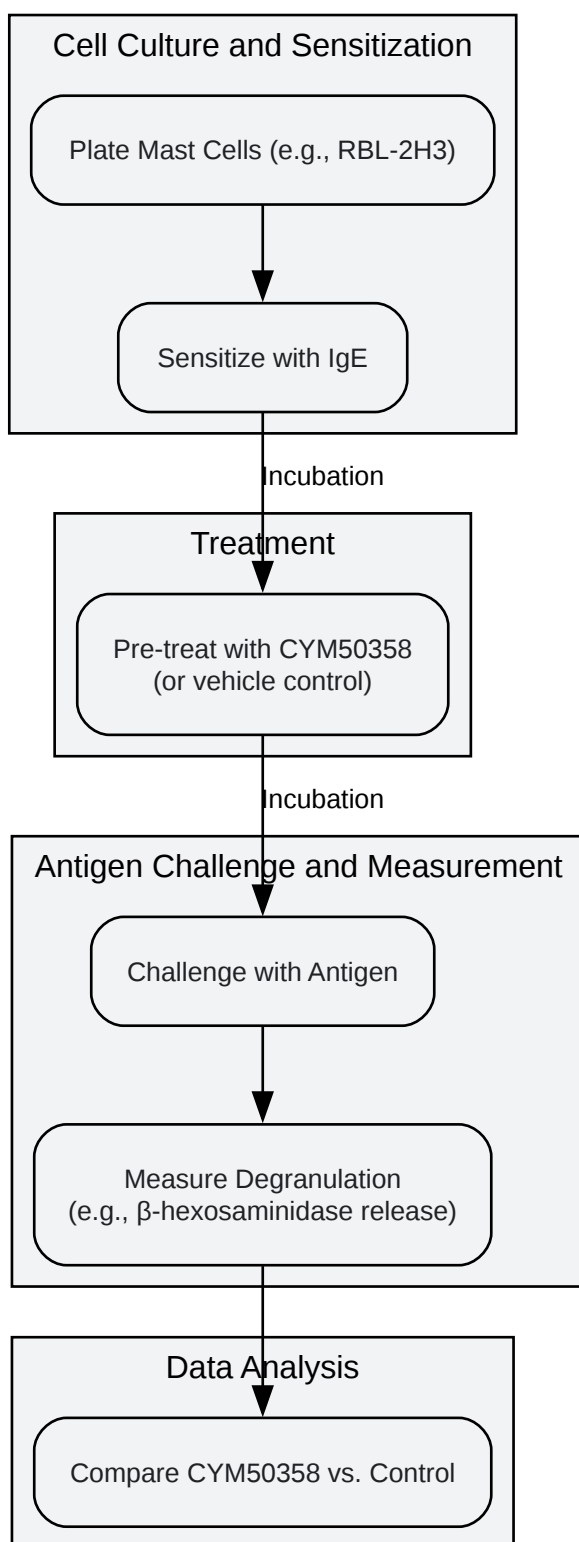 Cell Culture and Sensitization
Plate Mast Cells (e.g., RBL-2H3)
Sensitize with IgE
Incubation
Treatment
Pre-treat with CYM50358
(or vehicle control)
Incubation
Antigen Challenge and Measurement
Challenge with Antigen
Measure Degranulation
(e.g., β-hexosaminidase release)
Data Analysis
Compare CYM50358 vs. Control